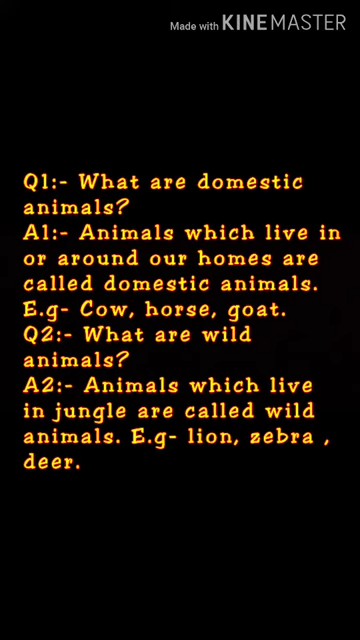 Made with KINEMASTER
Q1:- What are domestic
animals?
A1:- Animals which live in
or around our homes are
called domestic animals.
E.g- Cow, horse, goat.
Q2:- What are wild
animals?
A2:- Animals which live
in jungle are called wild
animals. E.g- lion, zebra ,
deer.